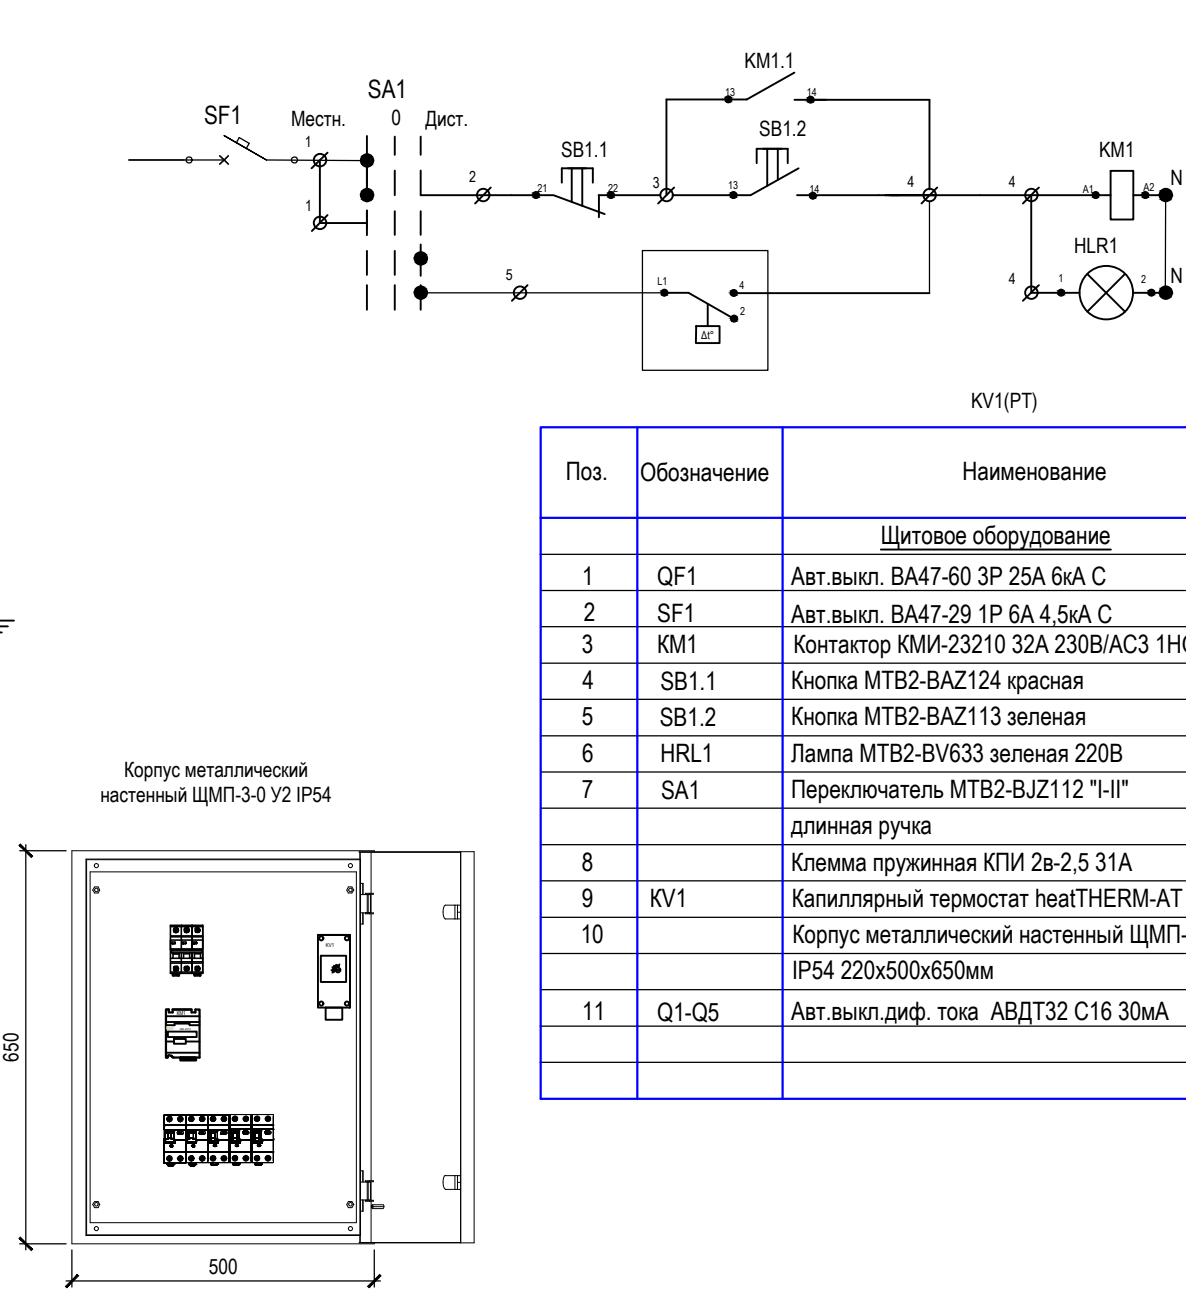 KM1.1
13 14
SA1
SF1 Местн. 0 Дист.
1
SB1.2
SB1.1
KM1
2 21 22 3 13 14 4 4 A1 A2 N
1
HLR1
5 L1 4 4 1 2 N
2
Δt°
KV1(PT)
Поз. Обозначение Наименование
Щитовое оборудование
1 QF1 Авт.выкл. ВА47-60 3Р 25А 6кА С
2 SF1 Авт.выкл. ВА47-29 1Р 6А 4,5кА С
3 КМ1 Контактор КМИ-23210 32А 230В/АС3 1Н
4 SB1.1 Кнопка МТВ2-BAZ124 красная
5 SB1.2 Кнопка МТВ2-BAZ113 зеленая
6 HRL1 Лампа МТВ2-BV633 зеленая 220В
7 SA1 Переключатель МТВ2-BJZ112 "I-II"
длинная ручка
8 Клемма пружинная КПИ 2в-2,5 31А
9 KV1 Капиллярный термостат heatTHERM-AT
10 Корпус металлический настенный ЩМП-
IP54 220х500х650мм
11 Q1-Q5 Авт.выкл.диф. тока АВДТ32 С16 30мА
Корпус металлический
настенный ЩМП-3-0 У2 IP54
KV1
650
500